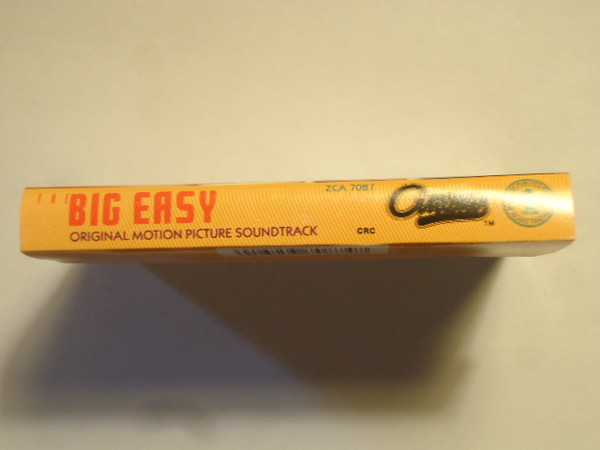 BIG EASY
ORIGINAL MOTION PICTURE SOUNDTRACK
ZCA 7087
CRC
TM